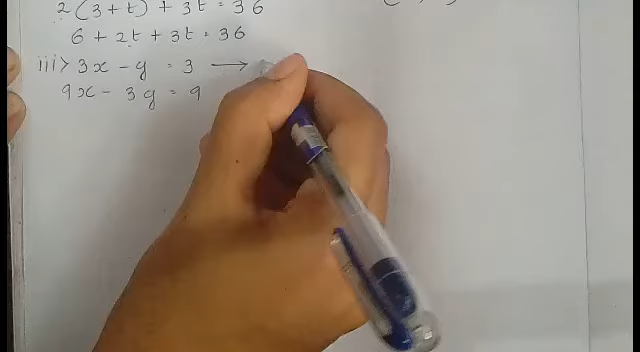 2(3+t) + 3t = 36
6 + 2t + 3t = 36
iii> 3x - y = 3 →
9x - 3y = 9